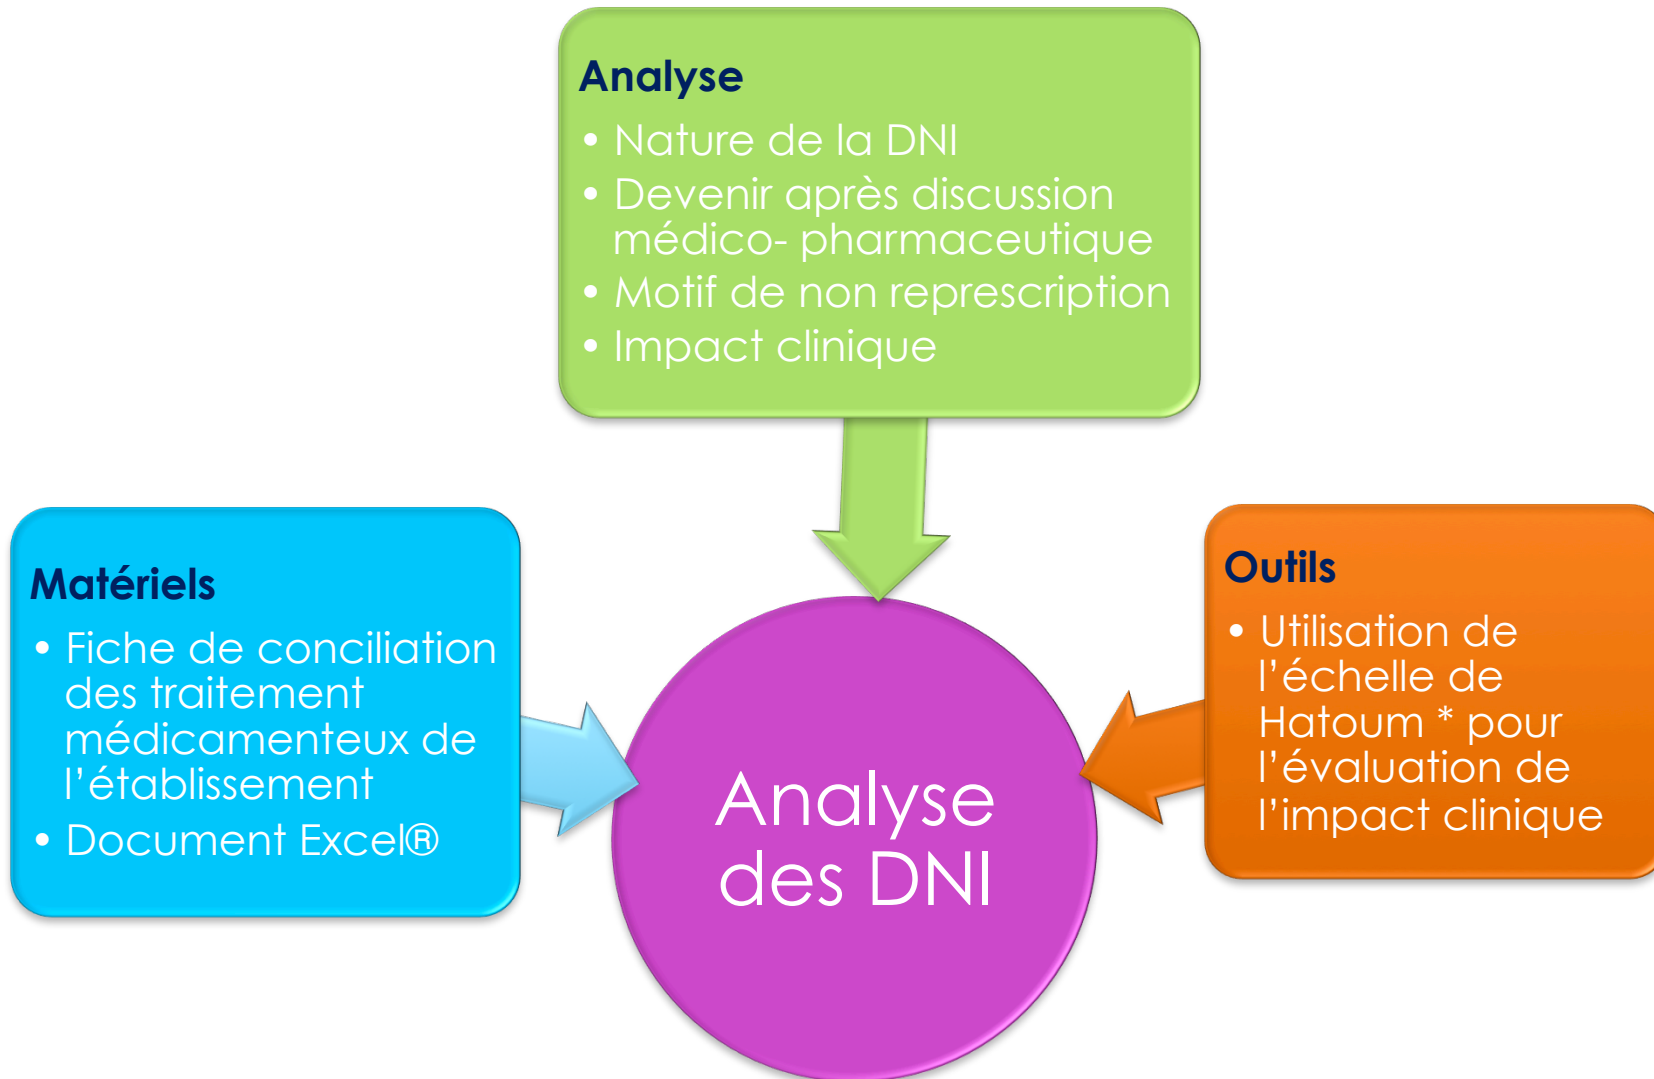 Analyse
• Nature de la DNI
• Devenir après discussion
médico- pharmaceutique
• Motif de non represcription
• Impact clinique
Matériels
• Fiche de conciliation
des traitement
médicamenteux de
l’établissement
• Document Excel®
Outils
• Utilisation de
l’échelle de
Hatoum * pour
l’évaluation de
l’impact clinique
Analyse
des DNI